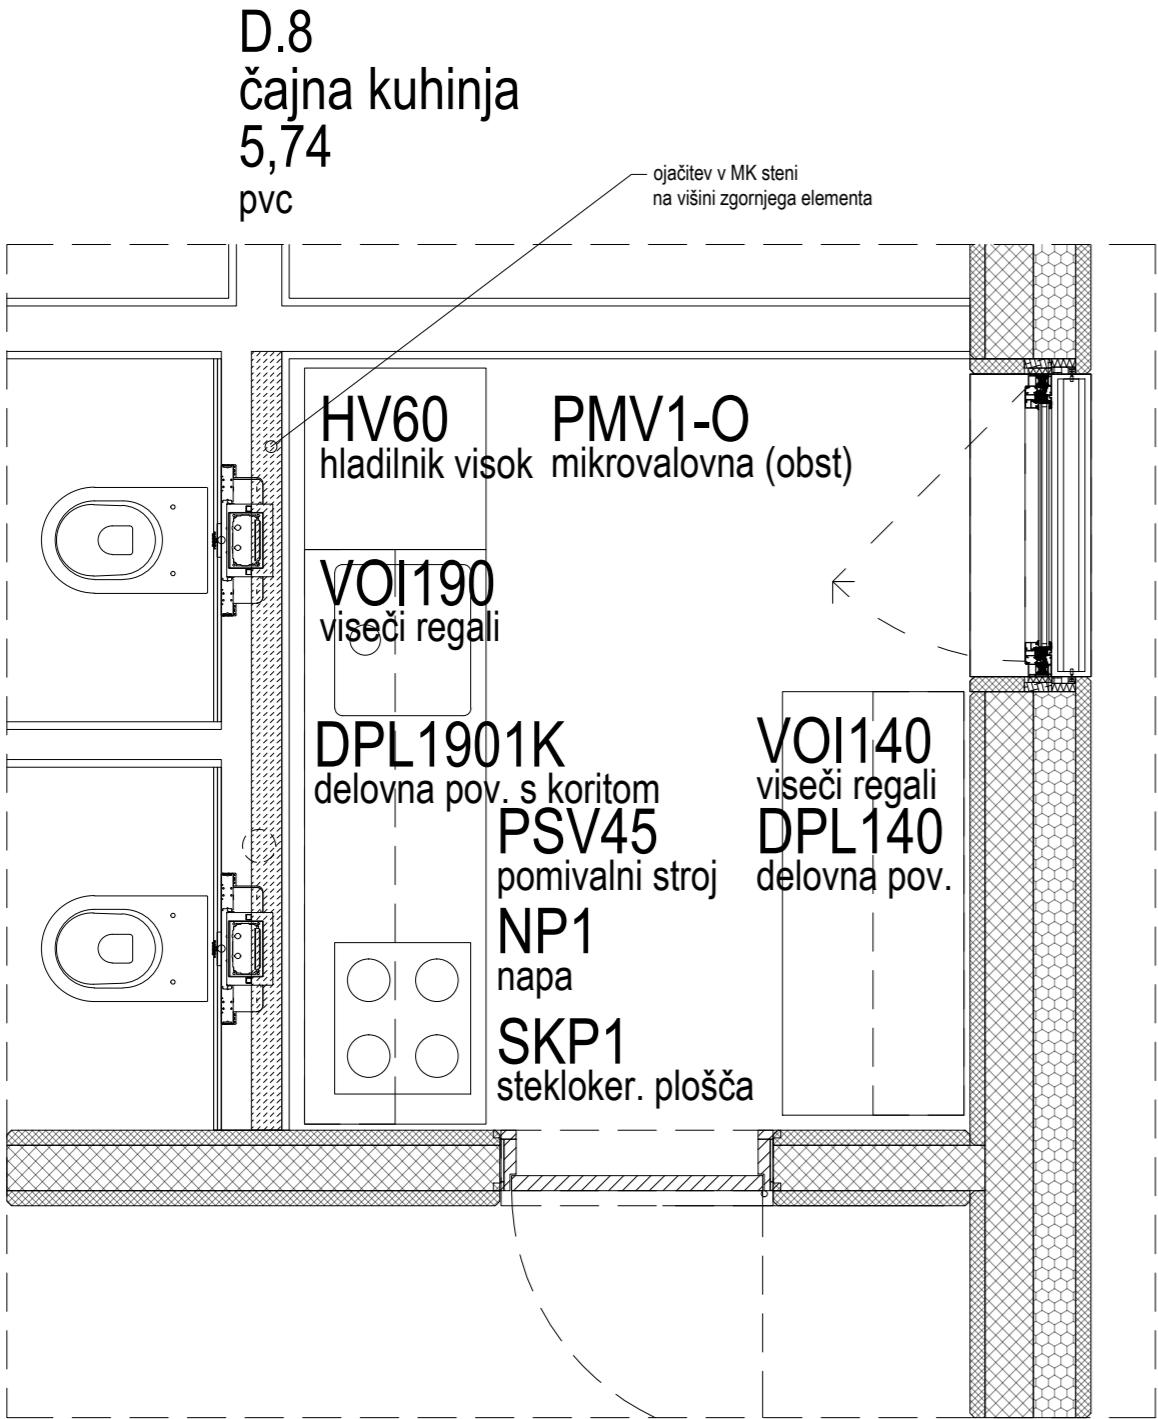 D.8
čajna kuhinja
5,74
pvc
ojačitev v MK steni
na višini zgornjega elementa
HV60
hladilnik visok
PMV1-O
mikrovalovna (obst)
VOI190
viseči regali
DPL1901K
delovna pov. s koritom
VOI140
viseči regali
PSV45
pomivalni stroj
DPL140
delovna pov.
NP1
napa
SKP1
stekloker. plošča